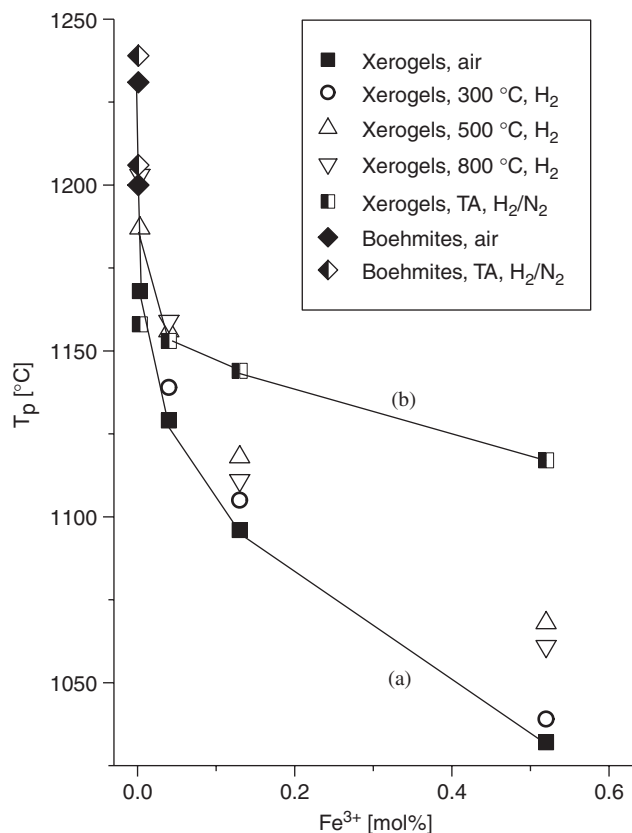 1250
1200
1150
1100
1050
Tp [°C]
Xerogels, air
Xerogels, 300 °C, H2
Xerogels, 500 °C, H2
Xerogels, 800 °C, H2
Xerogels, TA, H2/N2
Boehmites, air
Boehmites, TA, H2/N2
(b)
(a)
0.0 0.2 0.4 0.6
Fe3+ [mol%]